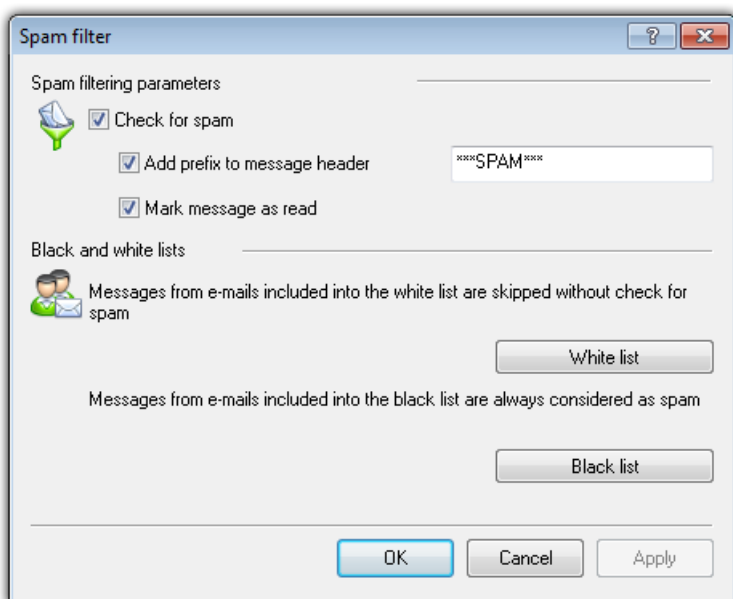 Spam filter
Spam filtering parameters
Check for spam
Add prefix to message header
***SPAM***
Mark message as read
Black and white lists
Messages from e-mails included into the white list are skipped without check for
spam
White list
Messages from e-mails included into the black list are always considered as spam
Black list
OK
Cancel
Apply